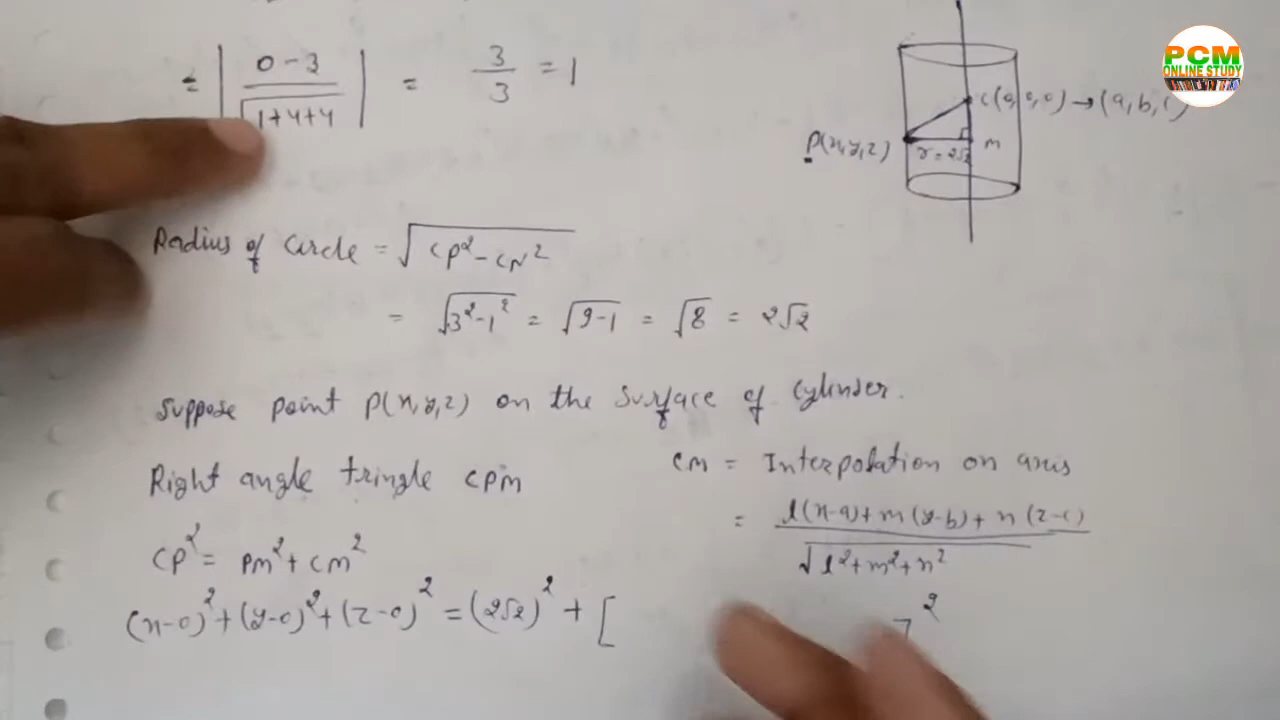 PCM
ONLINE STUDY
= | 0-3 / √1+4+4 | = 3/3 = 1
C(0,0,0) → (a,b,c)
P(x,y,z)
r = 2√2
M
Radius of Circle = √CP²-CN²
= √3²-1² = √9-1 = √8 = 2√2
Suppose point P(x,y,z) on the surface of Cylinder.
Right angle tringle CPM
CM = Interpolation on axis
= l(x-a)+m(y-b)+n(z-c) / √l²+m²+n²
CP² = PM²+CM²
(x-0)²+(y-0)²+(z-0)² = (2√2)² + [ ]²